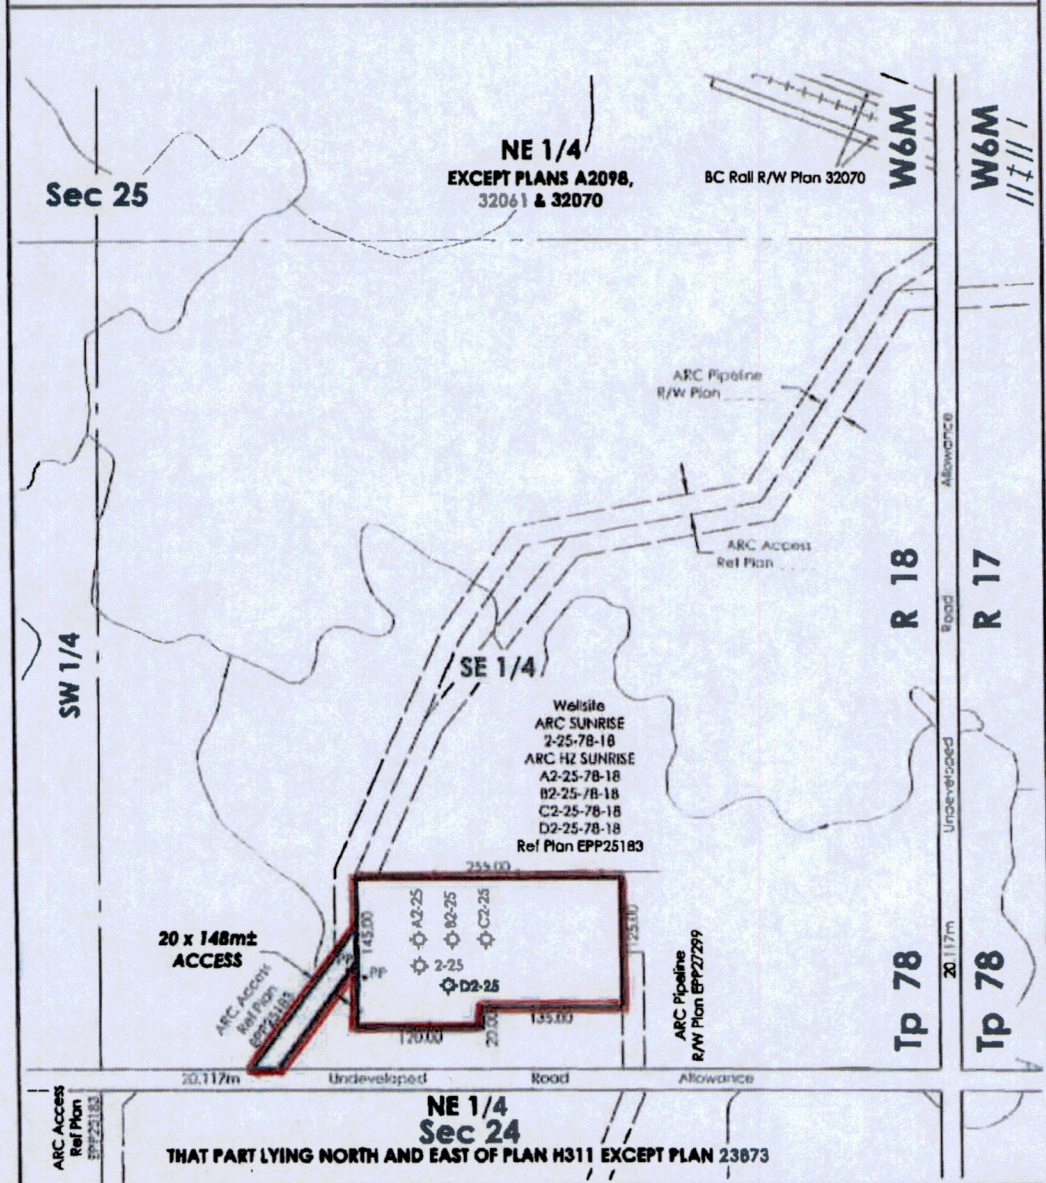 NE 1/4
EXCEPT PLANS A2098,
32061 & 32070
BC Rail R/W Plan 32070
W6M
W6M
Sec 25
ARC Pipeline
R/W Plan
ARC Access
Ref Plan
Allowance
Road
Undeveloped
20.117m
R 18
R 17
SW 1/4
SE 1/4
Wellsite
ARC SUNRISE
2-25-78-18
ARC HZ SUNRISE
A2-25-78-18
B2-25-78-18
C2-25-78-18
D2-25-78-18
Ref Plan EPP25183
255.00
145.00
A2-25
B2-25
C2-25
2-25
D2-25
125.00
135.00
20.00
120.00
PP
PP
20 x 148m±
ACCESS
ARC Access
Ref Plan
EPP25183
ARC Pipeline
R/W Plan EPP27299
Tp 78
Tp 78
20.117m Undeveloped Road Allowance
ARC Access
Ref Plan
EPP25183
NE 1/4
Sec 24
THAT PART LYING NORTH AND EAST OF PLAN H311 EXCEPT PLAN 23873